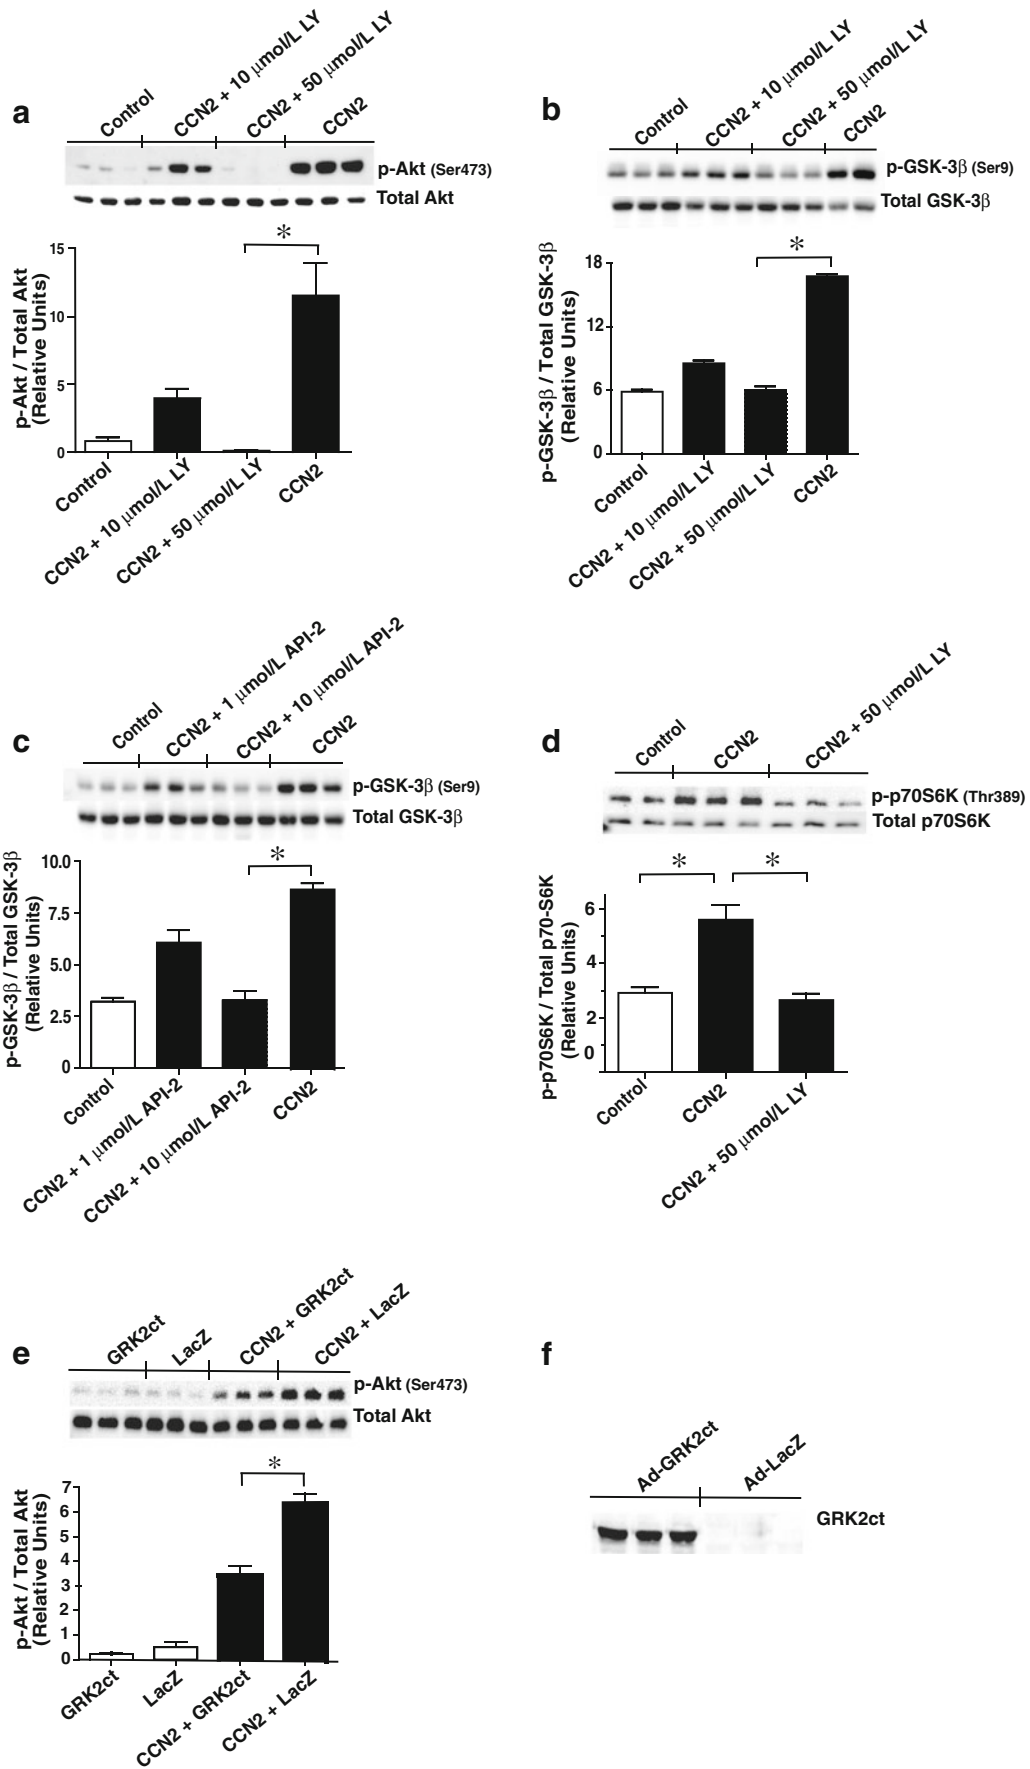 a
Control
CCN2 + 10 μmol/L LY
CCN2 + 50 μmol/L LY
CCN2
p-Akt (Ser473)
Total Akt
*
p-Akt / Total Akt
(Relative Units)
15
10
5
0
Control
CCN2 + 10 μmol/L LY
CCN2 + 50 μmol/L LY
CCN2
b
Control
CCN2 + 10 μmol/L LY
CCN2 + 50 μmol/L LY
CCN2
p-GSK-3β (Ser9)
Total GSK-3β
*
p-GSK-3β / Total GSK-3β
(Relative Units)
18
12
6
0
Control
CCN2 + 10 μmol/L LY
CCN2 + 50 μmol/L LY
CCN2
c
Control
CCN2 + 1 μmol/L API-2
CCN2 + 10 μmol/L API-2
CCN2
p-GSK-3β (Ser9)
Total GSK-3β
*
p-GSK-3β / Total GSK-3β
(Relative Units)
10.0
7.5
5.0
2.5
0
Control
CCN2 + 1 μmol/L API-2
CCN2 + 10 μmol/L API-2
CCN2
d
Control
CCN2
CCN2 + 50 μmol/L LY
p-p70S6K (Thr389)
Total p70S6K
*
*
p-p70S6K / Total p70-S6K
(Relative Units)
6
4
2
0
Control
CCN2
CCN2 + 50 μmol/L LY
e
GRK2ct
LacZ
CCN2 + GRK2ct
CCN2 + LacZ
p-Akt (Ser473)
Total Akt
*
p-Akt / Total Akt
(Relative Units)
7
6
5
4
3
2
1
0
GRK2ct
LacZ
CCN2 + GRK2ct
CCN2 + LacZ
f
Ad-GRK2ct
Ad-LacZ
GRK2ct